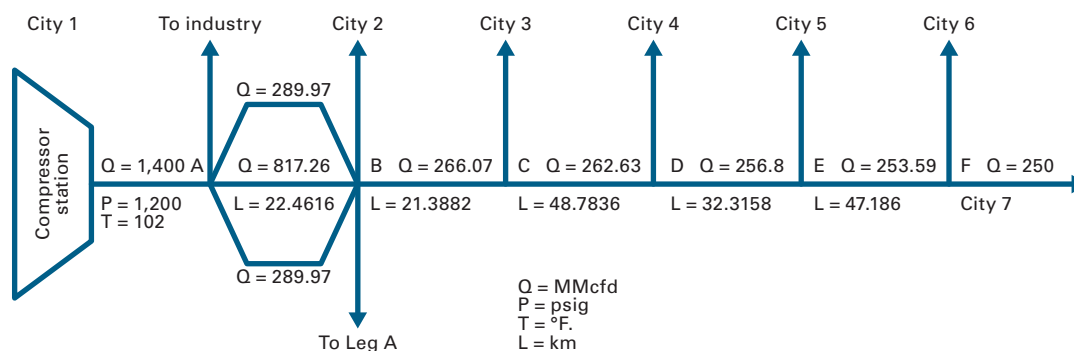 City 1
To industry
City 2
City 3
City 4
City 5
City 6
Q = 289.97
Compressor
station
Q = 1,400 A
Q = 817.26
B Q = 266.07
C Q = 262.63
D Q = 256.8
E Q = 253.59
F Q = 250
P = 1,200
T = 102
L = 22.4616
L = 21.3882
L = 48.7836
L = 32.3158
L = 47.186
City 7
Q = 289.97
To Leg A
Q = MMcfd
P = psig
T = °F.
L = km